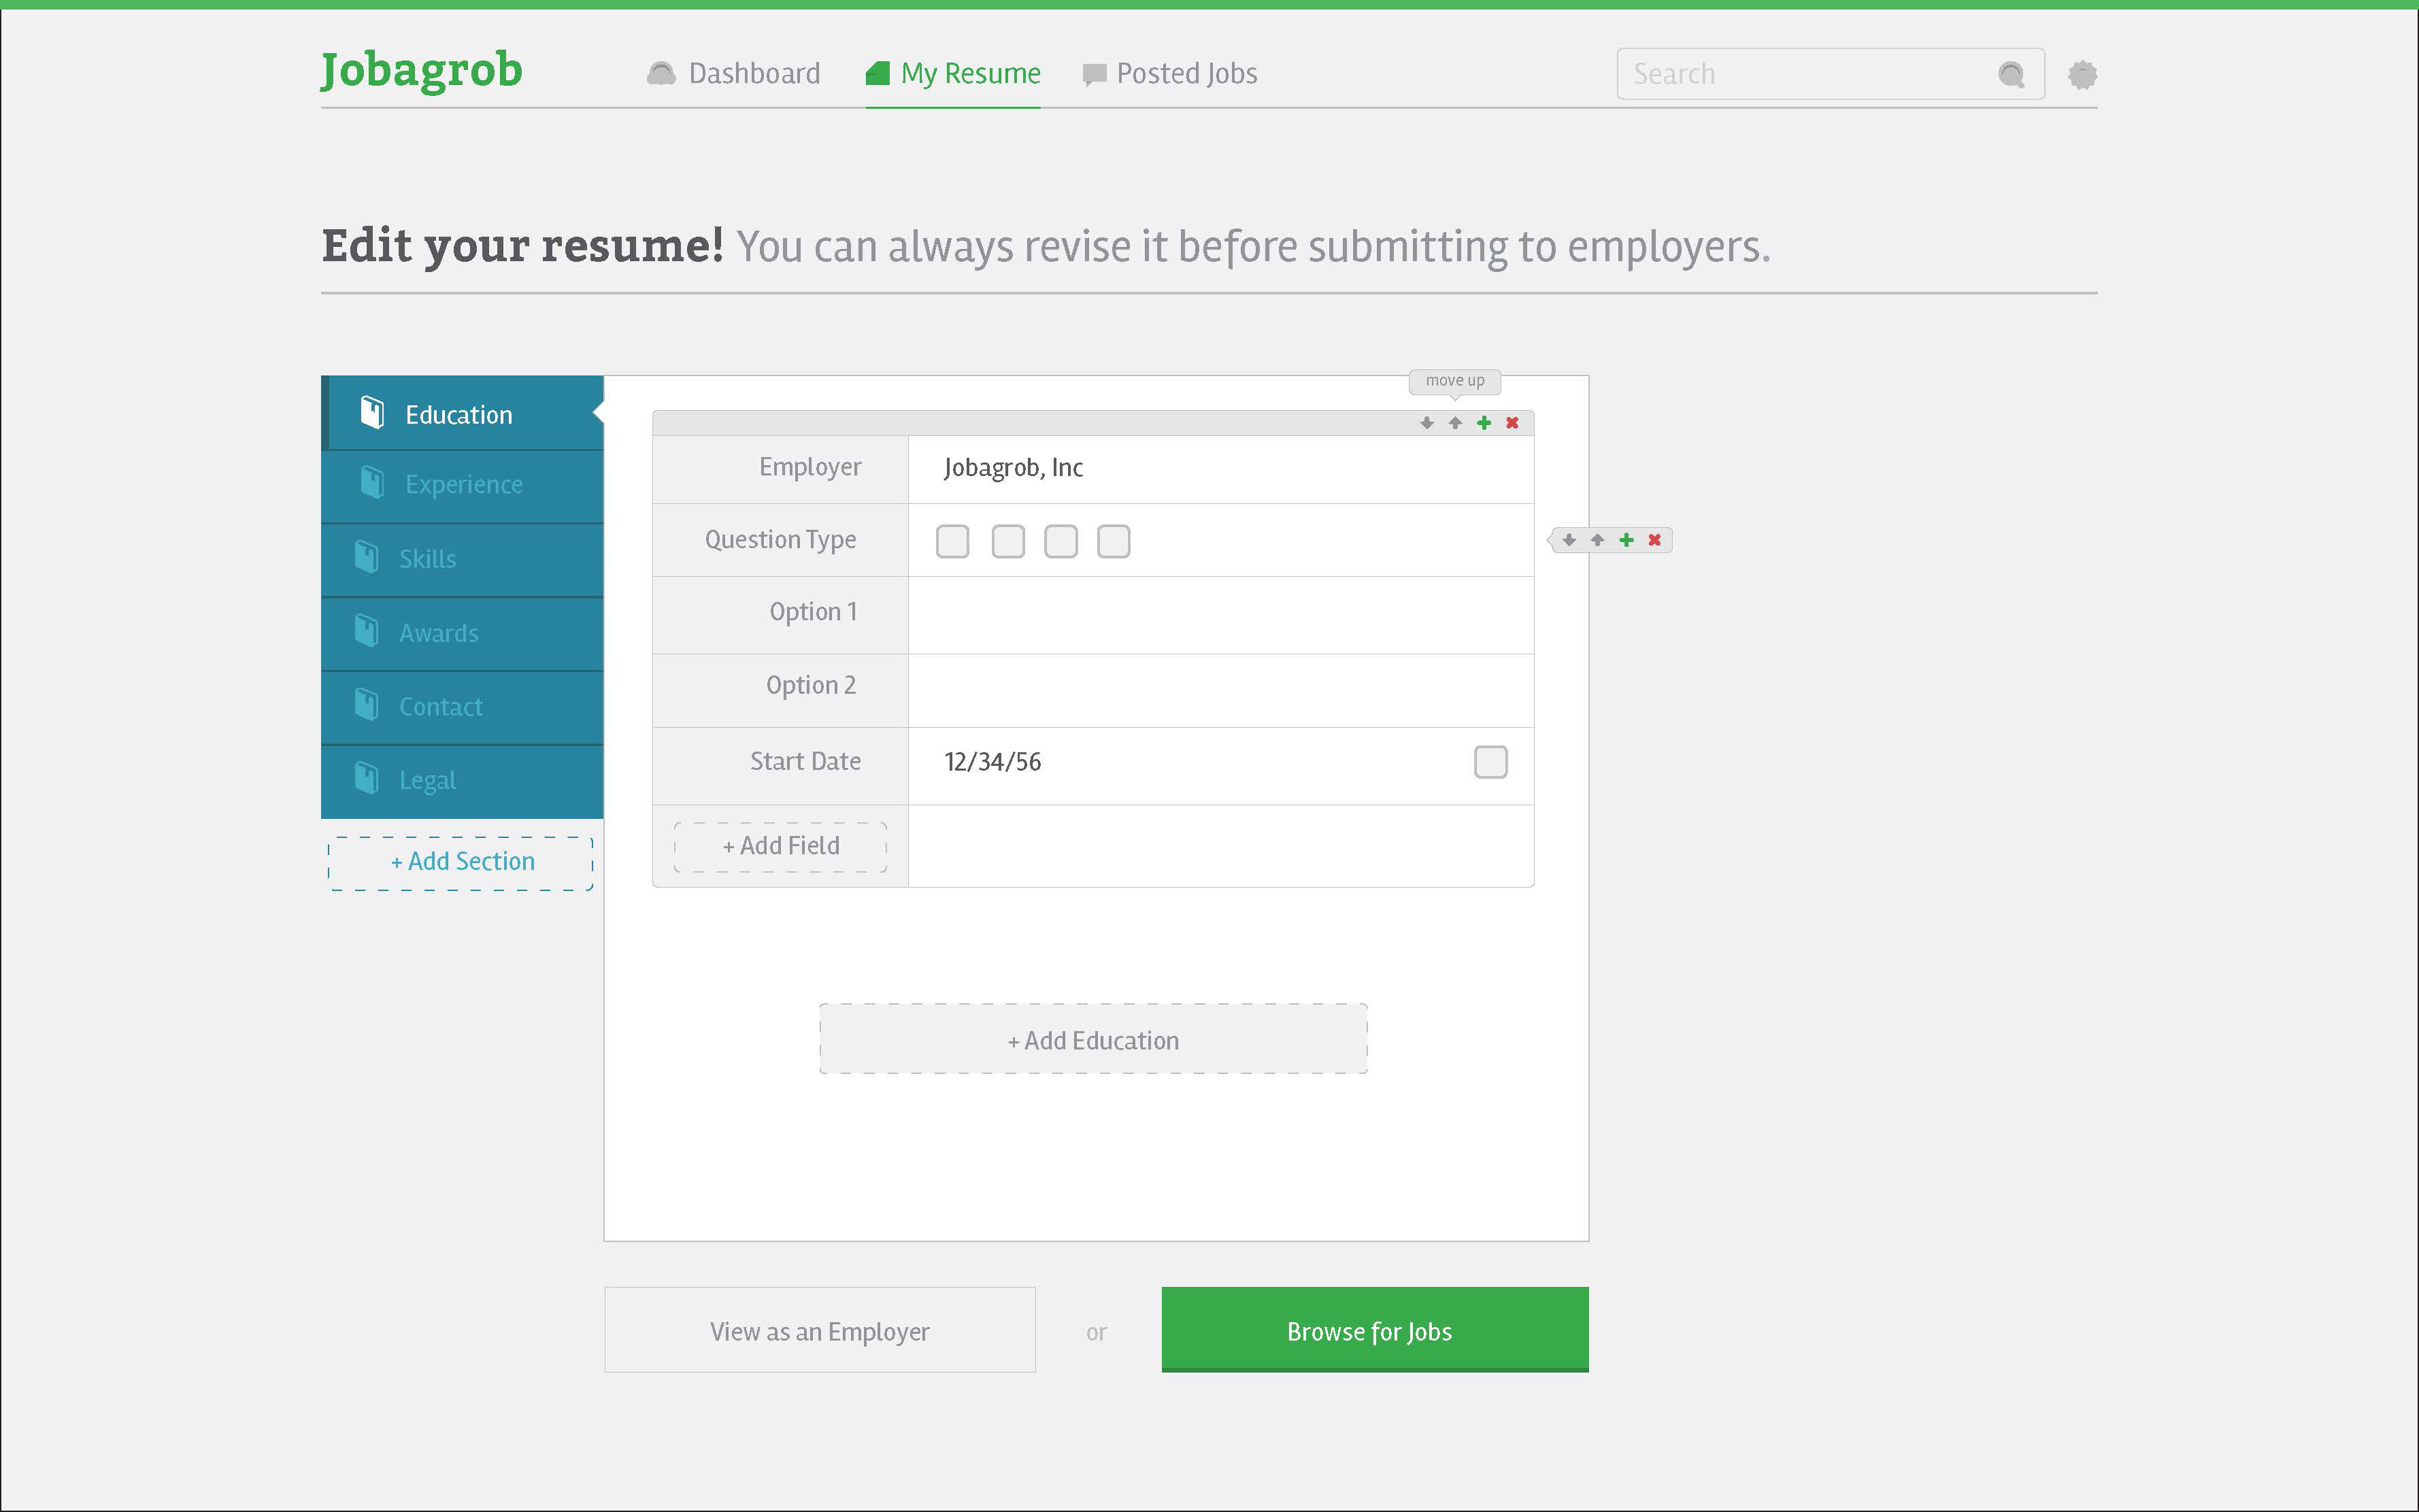 Jobagrob
Dashboard
My Resume
Posted Jobs
Search
Edit your resume! You can always revise it before submitting to employers.
Education
Experience
Skills
Awards
Contact
Legal
+ Add Section
move up
Employer
Jobagrob, Inc
Question Type
Option 1
Option 2
Start Date
12/34/56
+ Add Field
+ Add Education
View as an Employer
or
Browse for Jobs